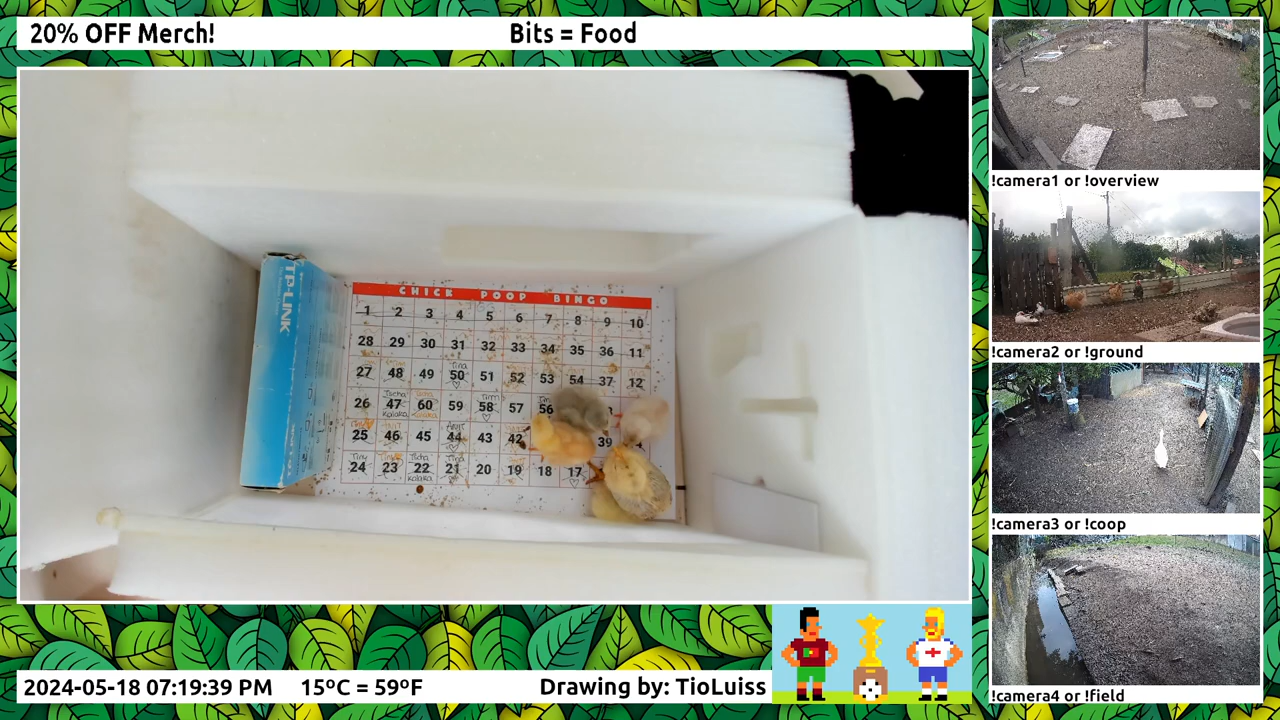 20% OFF Merch!
Bits = Food
!camera1 or !overview
!camera2 or !ground
!camera3 or !coop
!camera4 or !field
TP-LINK
CHICK POOP BINGO
1 2 3 4 5 6 7 8 9 10
28 29 30 31 32 33 34 35 36 11
27 48 49 50 51 52 53 54 37 12
Tina
26 47 60 59 58 57 56
Kolaka
25 46 45 44 43 42 39
24 23 22 21 20 19 18 17
Tiny
Kolaka
2024-05-18 07:19:39 PM
15ºC = 59ºF
Drawing by: TioLuiss